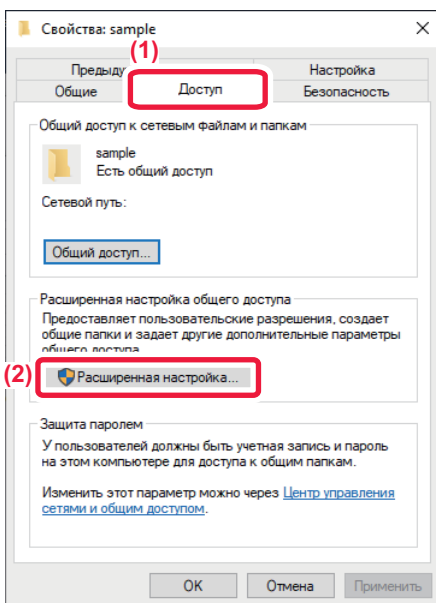 Свойства: sample
(1)
Настройка
Общие
Доступ
Безопасность
Общий доступ к сетевым файлам и папкам
sample
Есть общий доступ
Сетевой путь:
Общий доступ...
Расширенная настройка общего доступа
Предоставляет пользовательские разрешения, создает
общие папки и задает другие дополнительные параметры
общего доступа
(2)
Расширенная настройка...
Защита паролем
У пользователей должны быть учетная запись и пароль
на этом компьютере для доступа к общим папкам.
Изменить этот параметр можно через Центр управления
сетями и общим доступом.
OK
Отмена
Применить